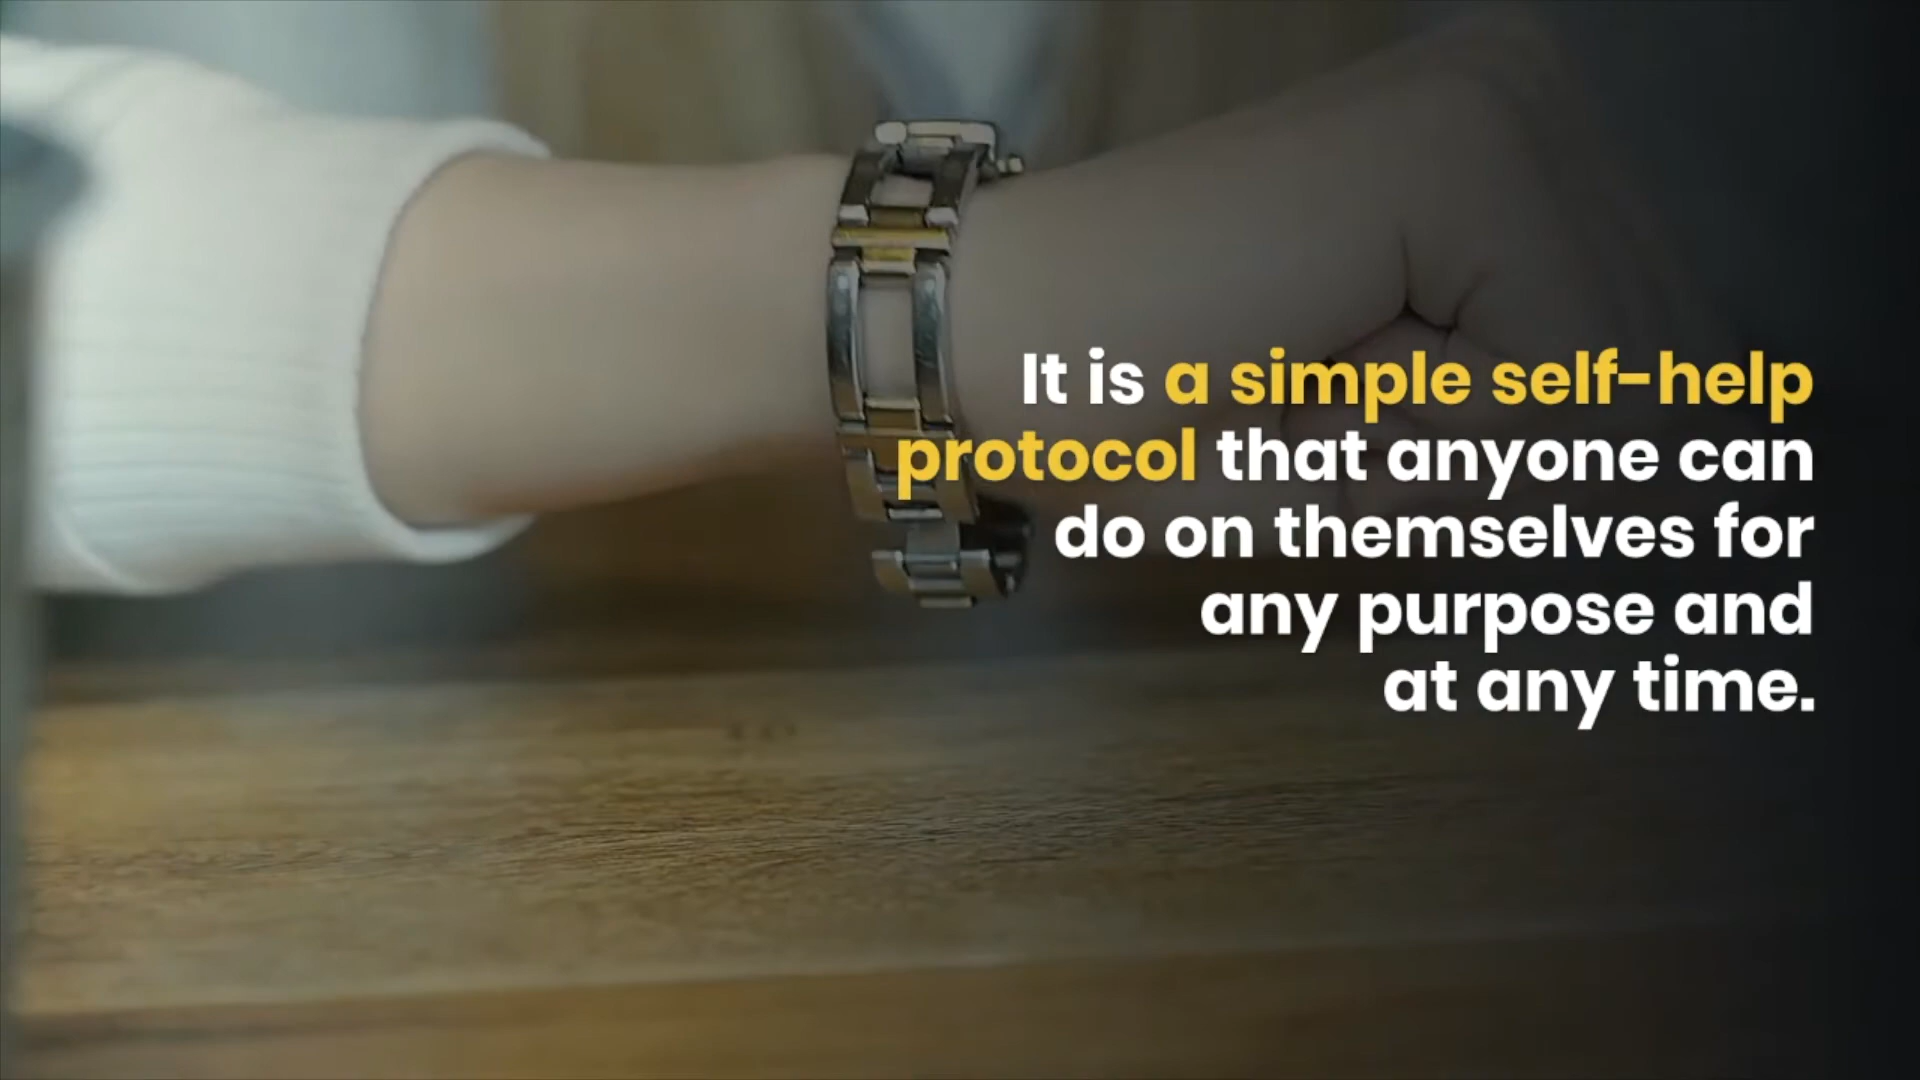 It is a simple self-help
protocol that anyone can
do on themselves for
any purpose and
at any time.